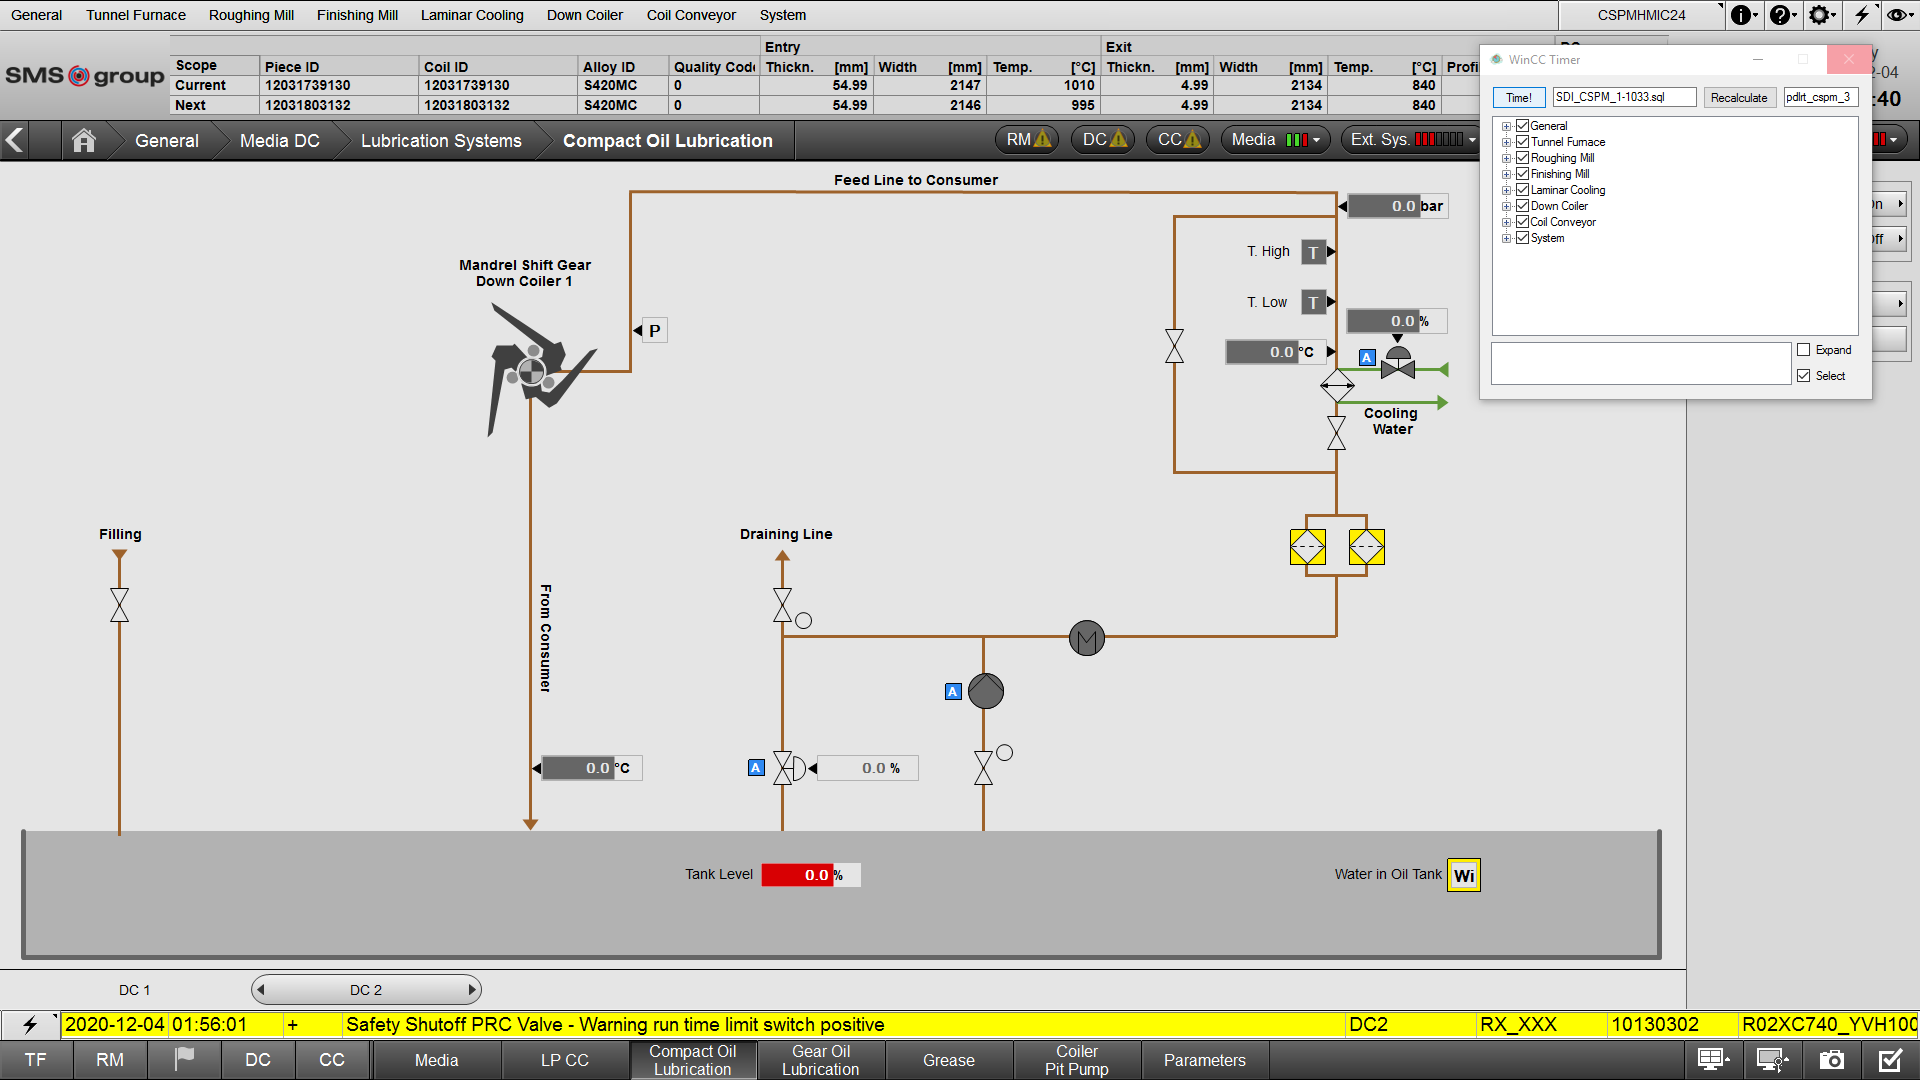 General Tunnel Furnace Roughing Mill Finishing Mill Laminar Cooling Down Coiler Coil Conveyor System CSPMHMIC24
SMS group
Entry Exit
Scope Piece ID Coil ID Alloy ID Quality Code Thickn. [mm] Width [mm] Temp. [°C] Thickn. [mm] Width [mm] Temp. [°C] Profi
Current 12031739130 12031739130 S420MC 0 54.99 2147 1010 4.99 2134 840
Next 12031803132 12031803132 S420MC 0 54.99 2146 995 4.99 2134 840
-04
:40
General Media DC Lubrication Systems Compact Oil Lubrication RM DC CC Media Ext. Sys.
WinCC Timer
Time! SDI_CSPM_1-1033.sql Recalculate pdlrt_cspm_3
General
Tunnel Furnace
Roughing Mill
Finishing Mill
Laminar Cooling
Down Coiler
Coil Conveyor
System
Expand
Select
Feed Line to Consumer
0.0 bar
T. High T
T. Low T
0.0 %
0.0 °C
A
Cooling
Water
Mandrel Shift Gear
Down Coiler 1
P
Filling
Draining Line
From Consumer
M
A
0.0 °C
A 0.0 %
Tank Level 0.0 %
Water in Oil Tank Wi
DC 1 DC 2
2020-12-04 01:56:01 + Safety Shutoff PRC Valve - Warning run time limit switch positive DC2 RX_XXX 10130302 R02XC740_YVH100
TF RM DC CC Media LP CC Compact Oil Lubrication Gear Oil Lubrication Grease Coiler Pit Pump Parameters